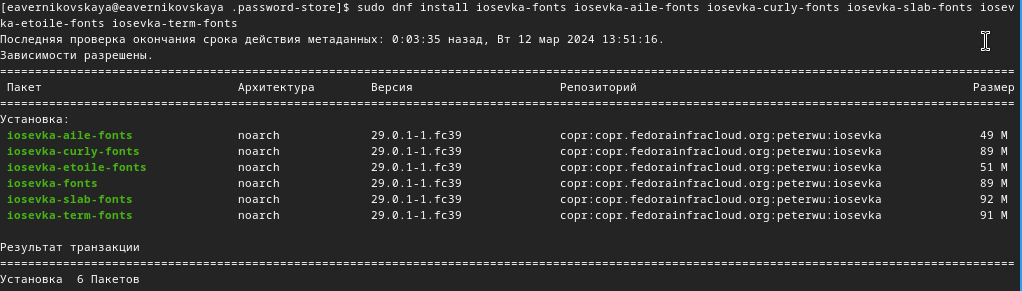 [eavernikovskaya@eavernikovskaya .password-store]$ sudo dnf install iosevka-fonts iosevka-aile-fonts iosevka-curly-fonts iosevka-slab-fonts iosev
ka-etoile-fonts iosevka-term-fonts
Последняя проверка окончания срока действия метаданных: 0:03:35 назад, Вт 12 мар 2024 13:51:16.
Зависимости разрешены.
================================================================================
Пакет Архитектура Версия Репозиторий Размер
================================================================================
Установка:
iosevka-aile-fonts noarch 29.0.1-1.fc39 copr:copr.fedorainfracloud.org:peterwu:iosevka 49 M
iosevka-curly-fonts noarch 29.0.1-1.fc39 copr:copr.fedorainfracloud.org:peterwu:iosevka 89 M
iosevka-etoile-fonts noarch 29.0.1-1.fc39 copr:copr.fedorainfracloud.org:peterwu:iosevka 51 M
iosevka-fonts noarch 29.0.1-1.fc39 copr:copr.fedorainfracloud.org:peterwu:iosevka 89 M
iosevka-slab-fonts noarch 29.0.1-1.fc39 copr:copr.fedorainfracloud.org:peterwu:iosevka 92 M
iosevka-term-fonts noarch 29.0.1-1.fc39 copr:copr.fedorainfracloud.org:peterwu:iosevka 91 M
Результат транзакции
================================================================================
Установка 6 Пакетов